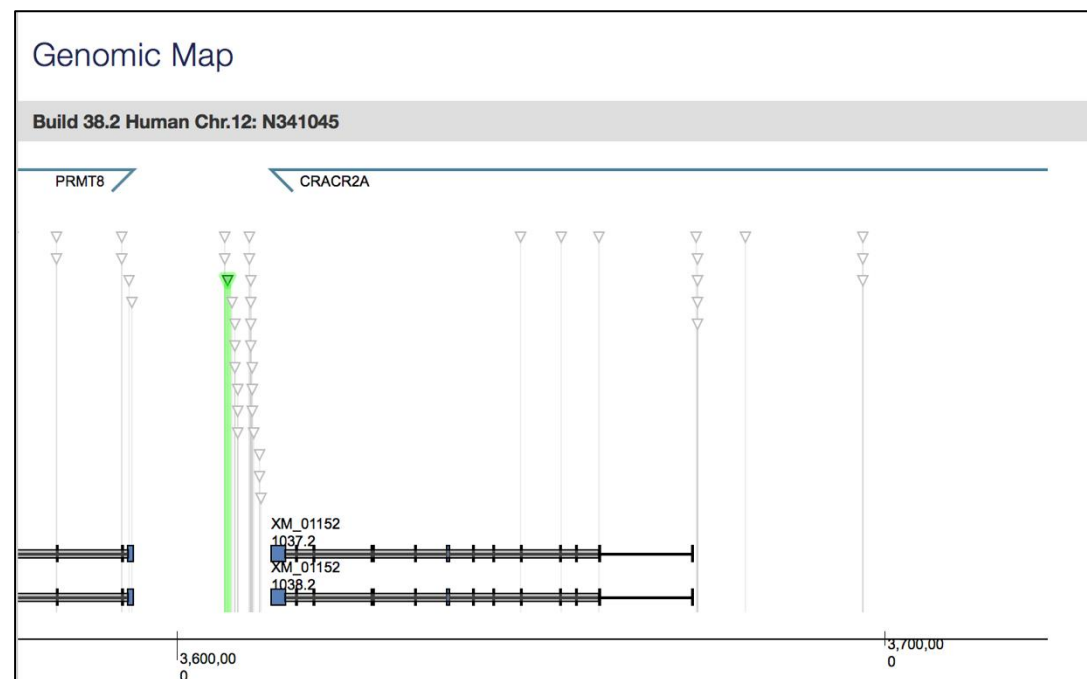 Genomic Map
Build 38.2 Human Chr.12: N341045
PRMT8
CRACR2A
XM_01152
1037.2
XM_01152
1038.2
3,600,00
0
3,700,00
0